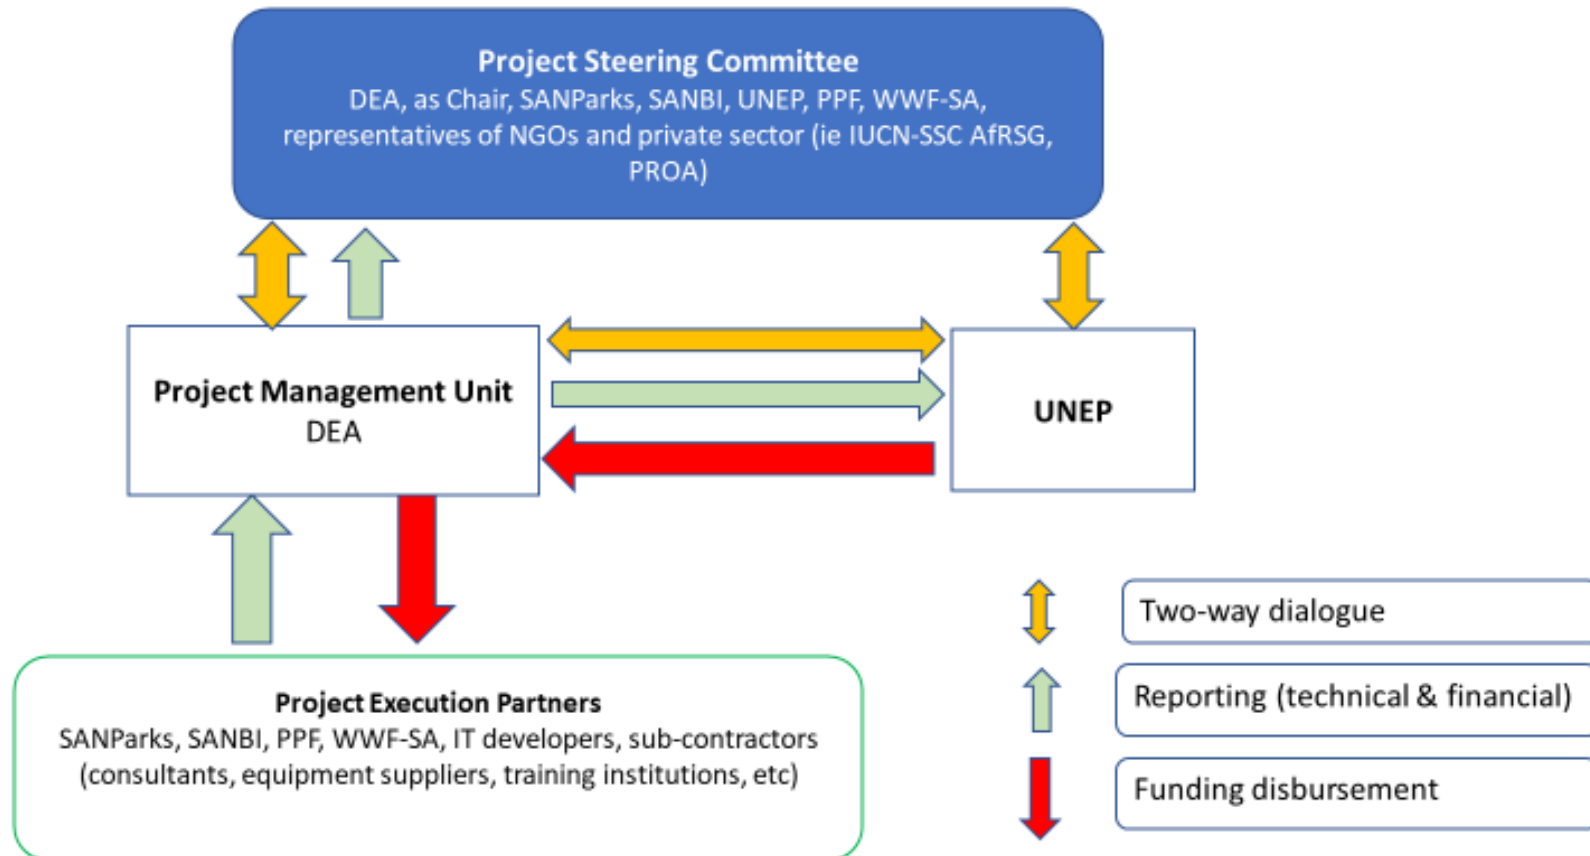 Project Steering Committee
DEA, as Chair, SANParks, SANBI, UNEP, PPF, WWF-SA,
representatives of NGOs and private sector (ie IUCN-SSC AfRSG,
PROA)
Project Management Unit
DEA
UNEP
Two-way dialogue
Reporting (technical & financial)
Funding disbursement
Project Execution Partners
SANParks, SANBI, PPF, WWF-SA, IT developers, sub-contractors
(consultants, equipment suppliers, training institutions, etc)